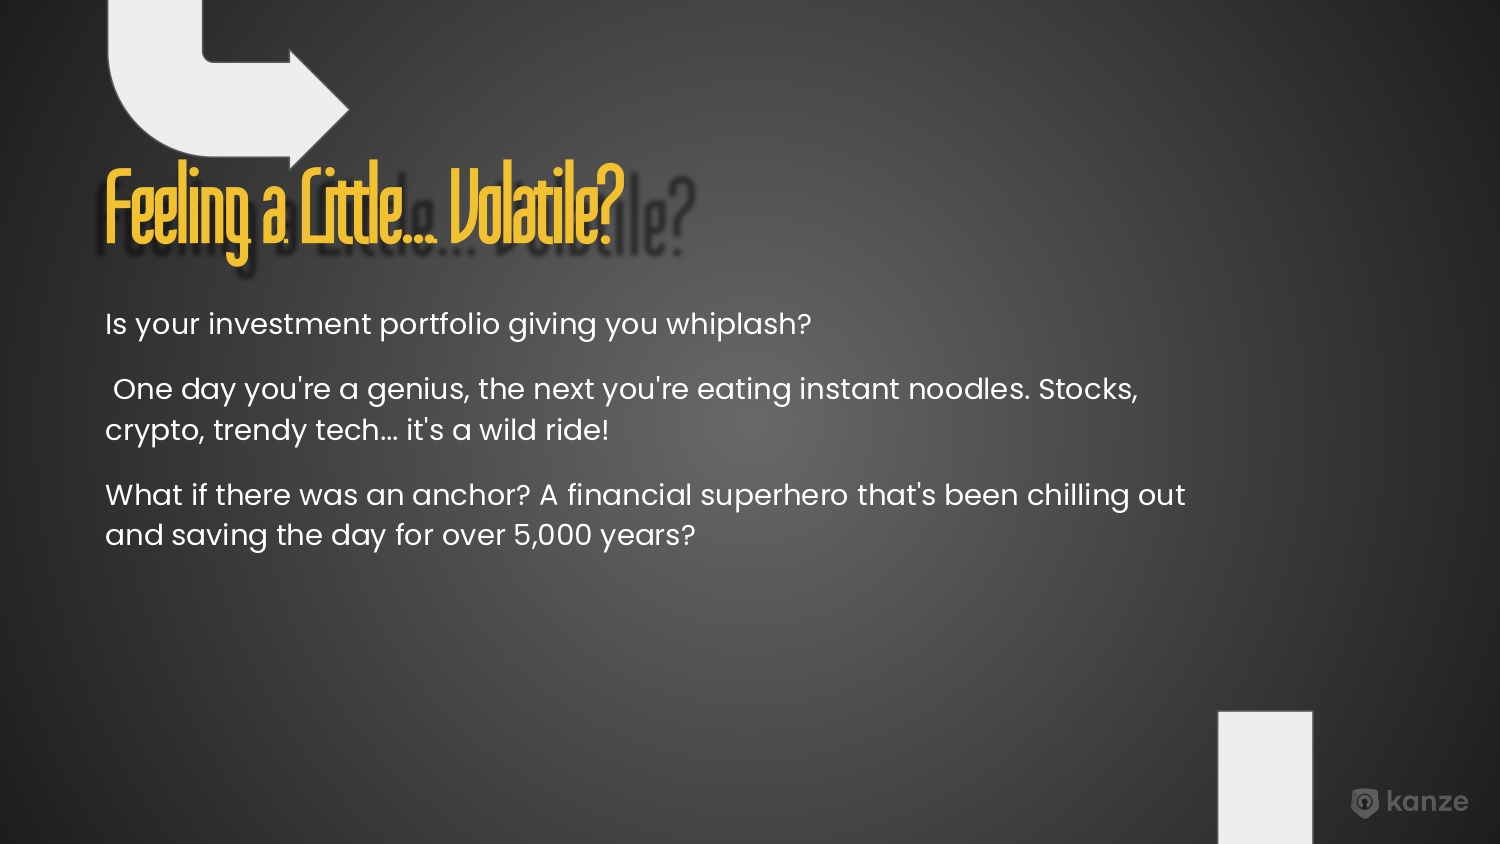 Feeling a Little... Volatile?
Is your investment portfolio giving you whiplash?
One day you're a genius, the next you're eating instant noodles. Stocks,
crypto, trendy tech... it's a wild ride!
What if there was an anchor? A financial superhero that's been chilling out
and saving the day for over 5,000 years?
kanze